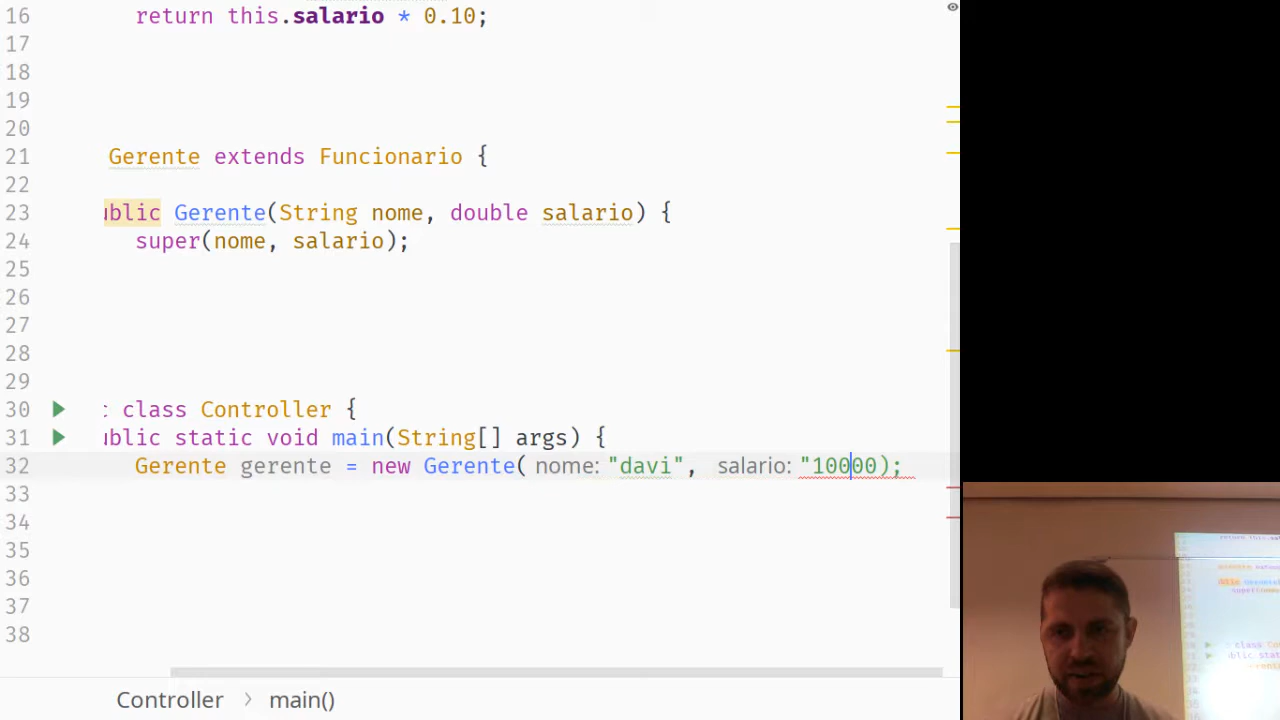 16 return this.salario * 0.10;
17
18
19
20
21 Gerente extends Funcionario {
22
23 ublic Gerente(String nome, double salario) {
24 super(nome, salario);
25
26
27
28
29
30 c class Controller {
31 ublic static void main(String[] args) {
32 Gerente gerente = new Gerente( nome: "davi", salario: "10000);
33
34
35
36
37
38
Controller > main()